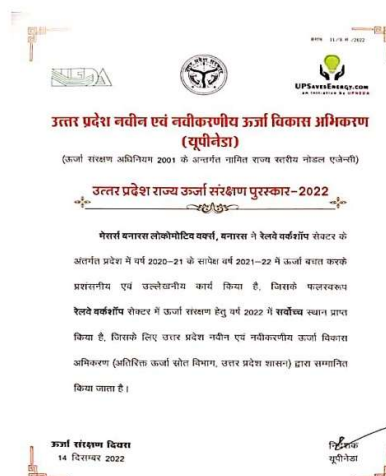 UPSAVESENERGY.COM
AN INITIATIVE BY UPNEDA
उत्तर प्रदेश नवीन एवं नवीकरणीय ऊर्जा विकास अभिकरण
(यूपीनेडा)
(ऊर्जा संरक्षण अधिनियम 2001 के अन्तर्गत नामित राज्य स्तरीय नोडल एजेन्सी)
उत्तर प्रदेश राज्य ऊर्जा संरक्षण पुरस्कार-2022
मेसर्स बनारस लोकोमोटिव वर्क्स, बनारस ने रेलवे वर्कशॉप सेक्टर के
अंतर्गत प्रदेश में वर्ष 2020-21 के सापेक्ष वर्ष 2021-22 में ऊर्जा बचत करके
प्रशंसनीय एवं उल्लेखनीय कार्य किया है, जिसके फलस्वरूप
रेलवे वर्कशॉप सेक्टर में ऊर्जा संरक्षण हेतु वर्ष 2022 में सर्वोच्च स्थान प्राप्त
किया है, जिसके लिए उत्तर प्रदेश नवीन एवं नवीकरणीय ऊर्जा विकास
अभिकरण (अतिरिक्त ऊर्जा स्रोत विभाग, उत्तर प्रदेश शासन) द्वारा सम्मानित
किया जाता है।
ऊर्जा संरक्षण दिवस
14 दिसम्बर 2022
निदेशक
यूपीनेडा